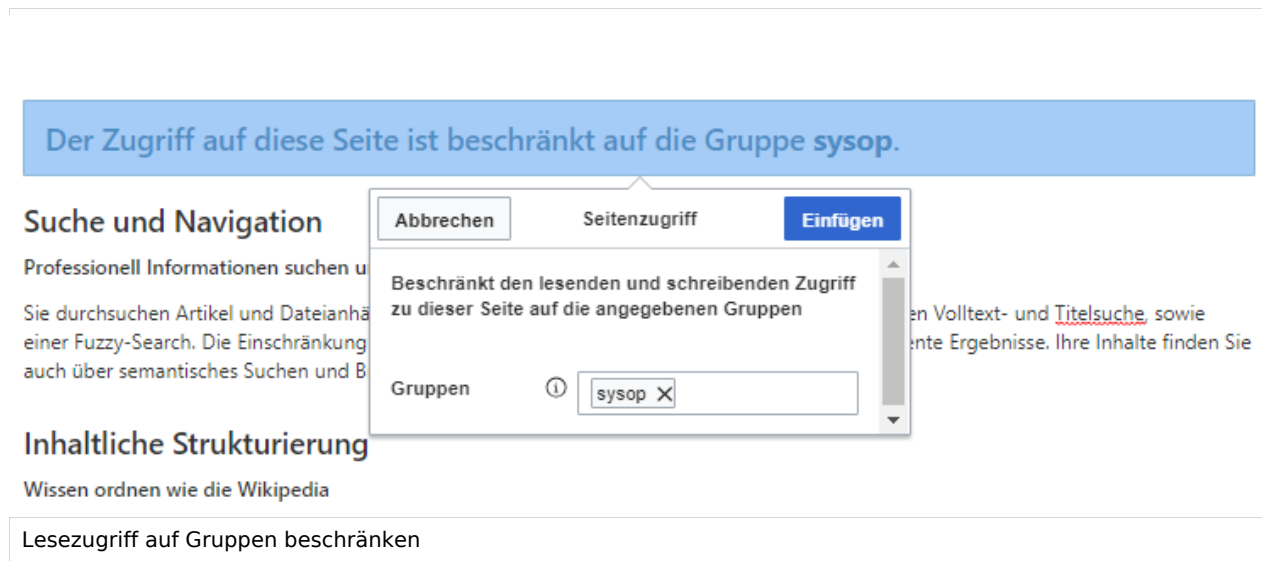 Der Zugriff auf diese Seite ist beschränkt auf die Gruppe sysop.
Abbrechen Seitenzugriff Einfügen
Beschränkt den lesenden und schreibenden Zugriff
zu dieser Seite auf die angegebenen Gruppen
Gruppen sysop
Suche und Navigation
Professionell Informationen suchen
Sie durchsuchen Artikel und Volltext- und Titelsuche, sowie
einer Fuzzy-Search. Die Einschränkung Ergebnisse. Ihre Inhalte finden Sie
auch über semantisches Suchen und
Inhaltliche Strukturierung
Wissen ordnen wie die Wikipedia
Lesezugriff auf Gruppen beschränken